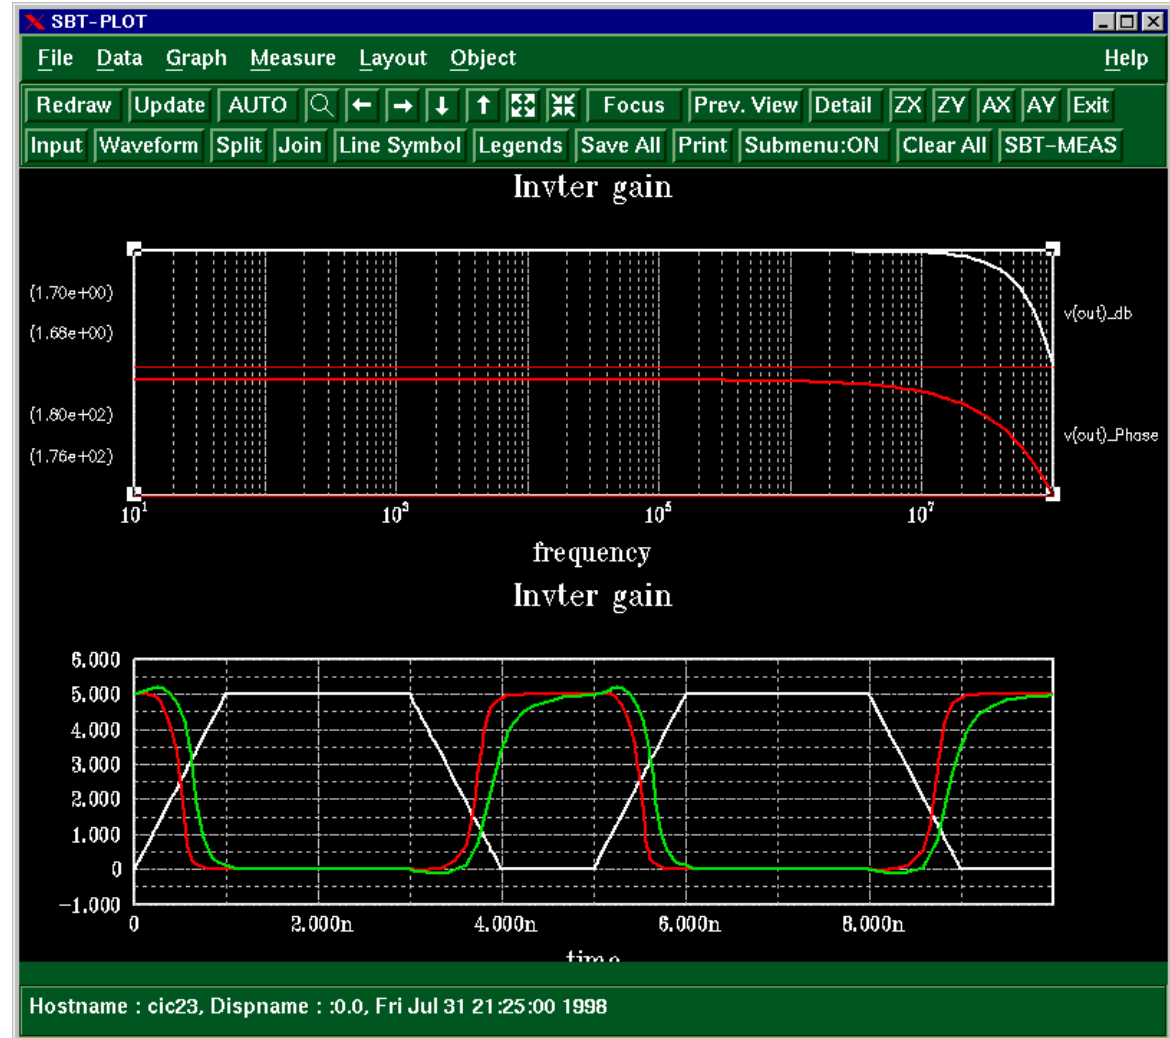 SBT-PLOT
File Data Graph Measure Layout Object Help
Redraw Update AUTO Focus Prev. View Detail ZX ZY AX AY Exit
Input Waveform Split Join Line Symbol Legends Save All Print Submenu:ON Clear All SBT-MEAS
Invter gain
(1.70e+00)
v(out)_db
(1.68e+00)
(1.80e+02)
v(out)_Phase
(1.76e+02)
10¹ 10³ 10⁵ 10⁷
frequency
Invter gain
6.000
5.000
4.000
3.000
2.000
1.000
0
-1.000
0 2.000n 4.000n 6.000n 8.000n
time
Hostname : cic23, Dispname : :0.0, Fri Jul 31 21:25:00 1998